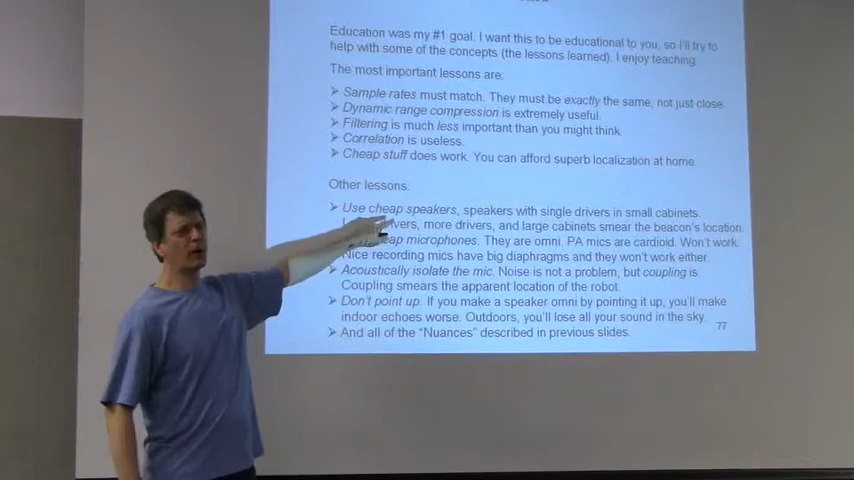 Education was my #1 goal. I want this to be educational to you, so I'll try to
help with some of the concepts (the lessons learned). I enjoy teaching.
The most important lessons are:
➢ Sample rates must match. They must be exactly the same, not just close.
➢ Dynamic range compression is extremely useful.
➢ Filtering is much less important than you might think.
➢ Correlation is useless.
➢ Cheap stuff does work. You can afford superb localization at home.
Other lessons:
➢ Use cheap speakers, speakers with single drivers in small cabinets.
more drivers, and large cabinets smear the beacon's location.
microphones. They are omni. PA mics are cardioid. Won't work.
Nice recording mics have big diaphragms and they won't work either.
➢ Acoustically isolate the mic. Noise is not a problem, but coupling is.
Coupling smears the apparent location of the robot.
➢ Don't point up. If you make a speaker omni by pointing it up, you'll make
indoor echoes worse. Outdoors, you'll lose all your sound in the sky.
➢ And all of the "Nuances" described in previous slides.
77